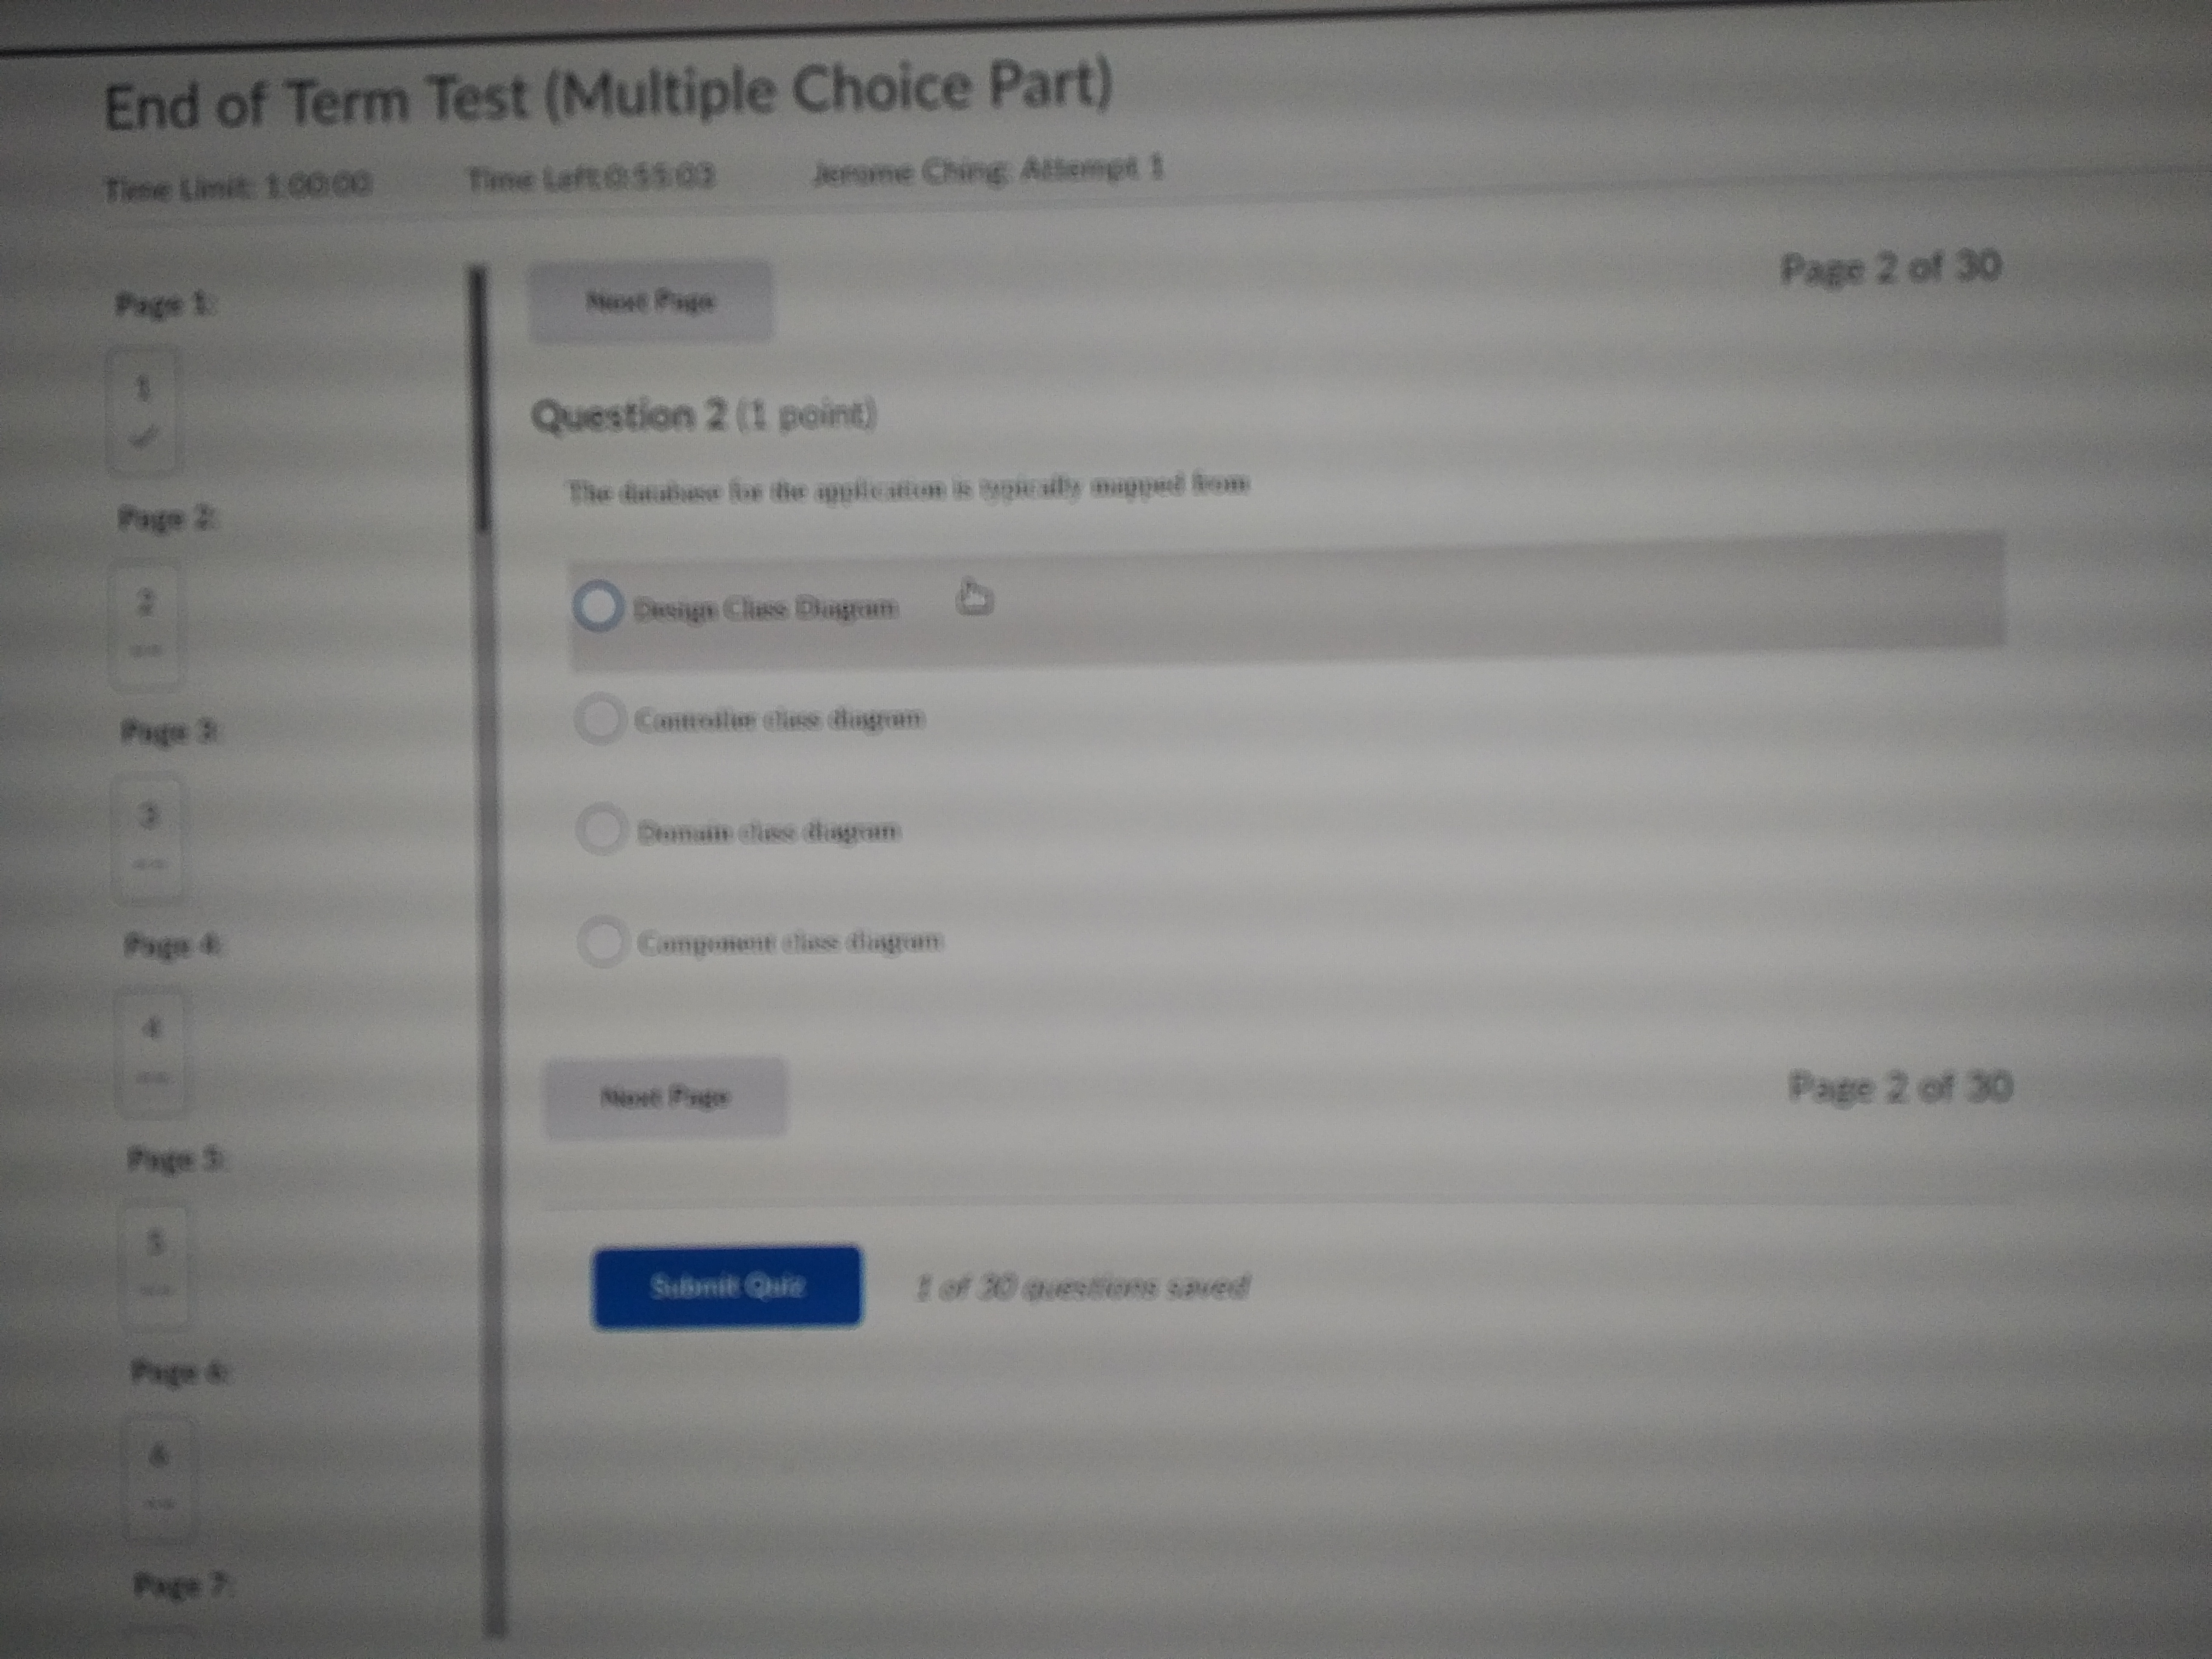 End of Term Test (Multiple Choice Part)
Time Limit: 1:00:00 Time Left:0:55:03 Jerome Ching: Attempt 1
Page 2 of 30
Next Page
Page 1:
1
Question 2 (1 point)
The database for the application is typically mapped from
Page 2:
2
--
Design Class Diagram
Controller class diagram
Page 3:
3
--
Domain class diagram
Component class diagram
Page 4:
4
--
Next Page
Page 2 of 30
Page 5:
5
--
Submit Quiz 1 of 30 questions saved
Page 6:
6
--
Page 7: